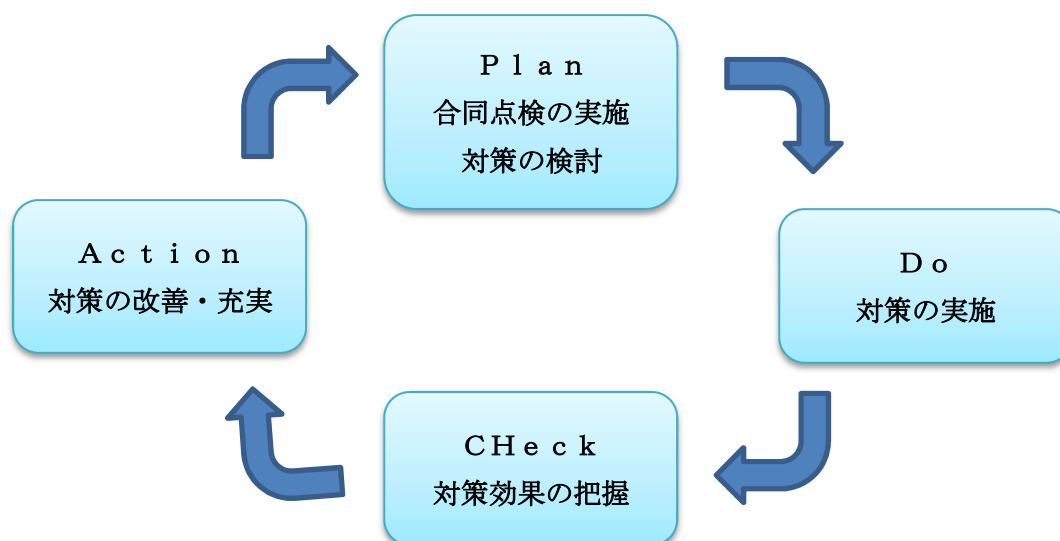 Ｐｌａｎ
合同点検の実施
対策の検討
Ａｃｔｉｏｎ
対策の改善・充実
Ｄｏ
対策の実施
ＣＨｅｃｋ
対策効果の把握